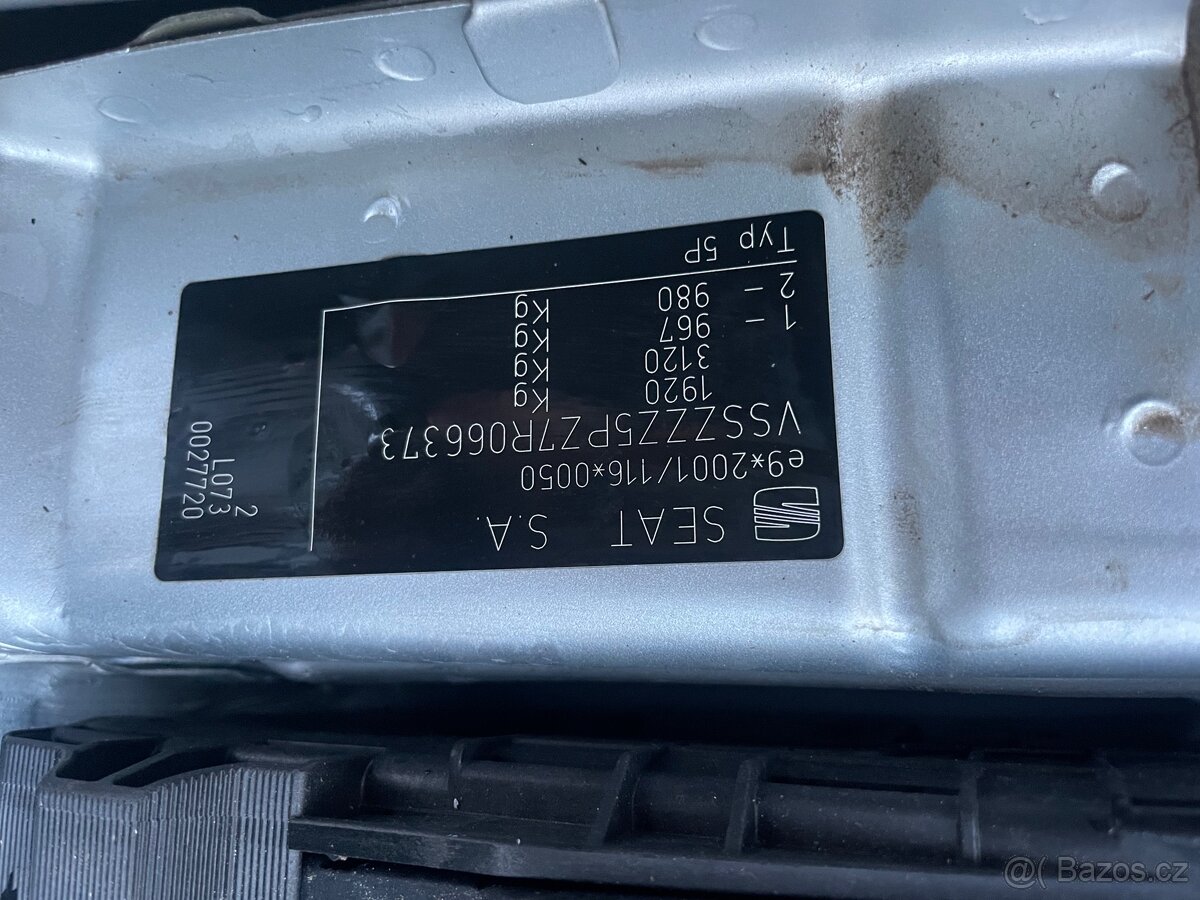 SEAT S.A.
e9*2001/116*0050
VSSZZZ5PZ7R066373
1920 Kg
3120 Kg
1 - 967 Kg
2 - 980 Kg
Typ 5P
2
L073
0027720
@( Bazos.cz